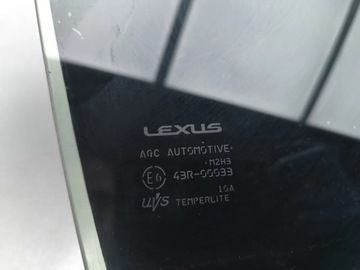 LEXUS
AGC AUTOMOTIVE·
·M2H3
E6 43R-00033
10A
UVS TEMPERLITE